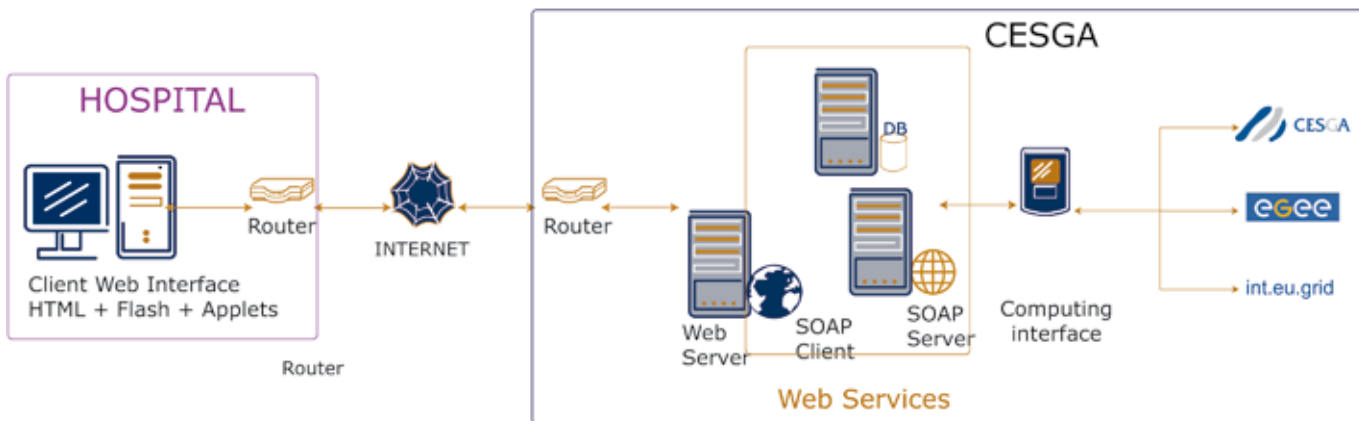 CESGA
HOSPITAL
DB
CESGA
egee
Router
INTERNET
Router
Client Web Interface
HTML + Flash + Applets
int.eu.grid
Web
Server
SOAP
Client
SOAP
Server
Computing
interface
Router
Web Services